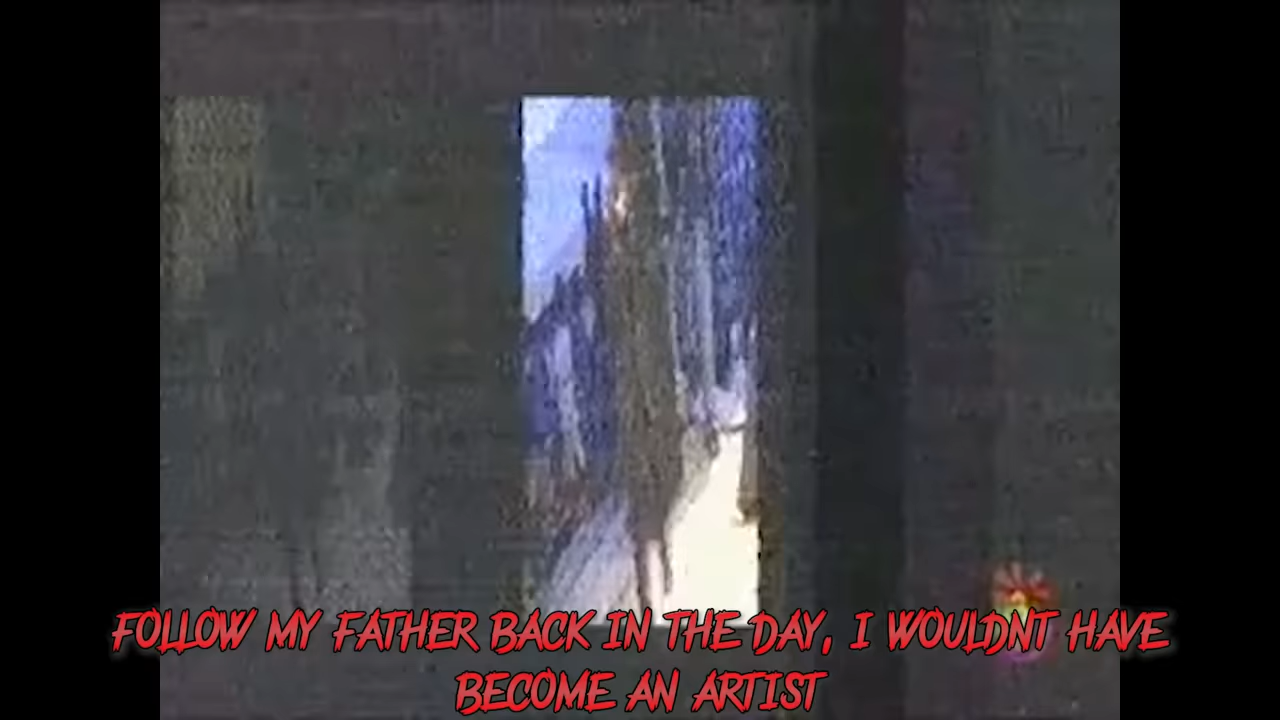 FOLLOW MY FATHER BACK IN THE DAY, I WOULDNT HAVE
BECOME AN ARTIST